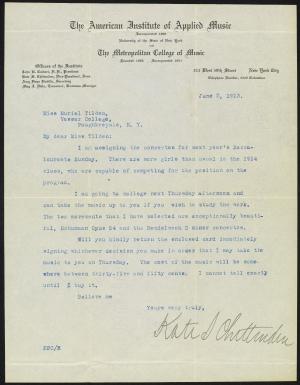 The American Institute of Applied Music
Incorporated 1900
University of the State of New York
and
The Metropolitan College of Music
Founded 1886 Incorporated 1891
Officers of the Institute
212 West 59th Street New York City
My dear Miss Tilden:
June 2, 1913.
Miss Muriel Tilden,
Vassar College,
Poughkeepsie, N. Y.
I am assigning the concertos for next year's Bacca-
laureate Sunday. There are more girls than usual in the 1914
class, who are capable of competing for the position on the
program.
I am going to college next Thursday afternoon and
can take the music up to you if you wish to study the work.
The two movements that I have selected are exceptionally beauti-
ful, Schumann Opus 54 and the Mendelssohn D minor concertos.
Will you kindly return the enclosed card immediately
signing whichever decision you make in order that I may take the
music to you on Thursday. The cost of the music will be some-
where between thirty-five and fifty cents. I cannot tell exactly
until I buy it.
Believe me
Yours very truly,
Kate S Chittenden